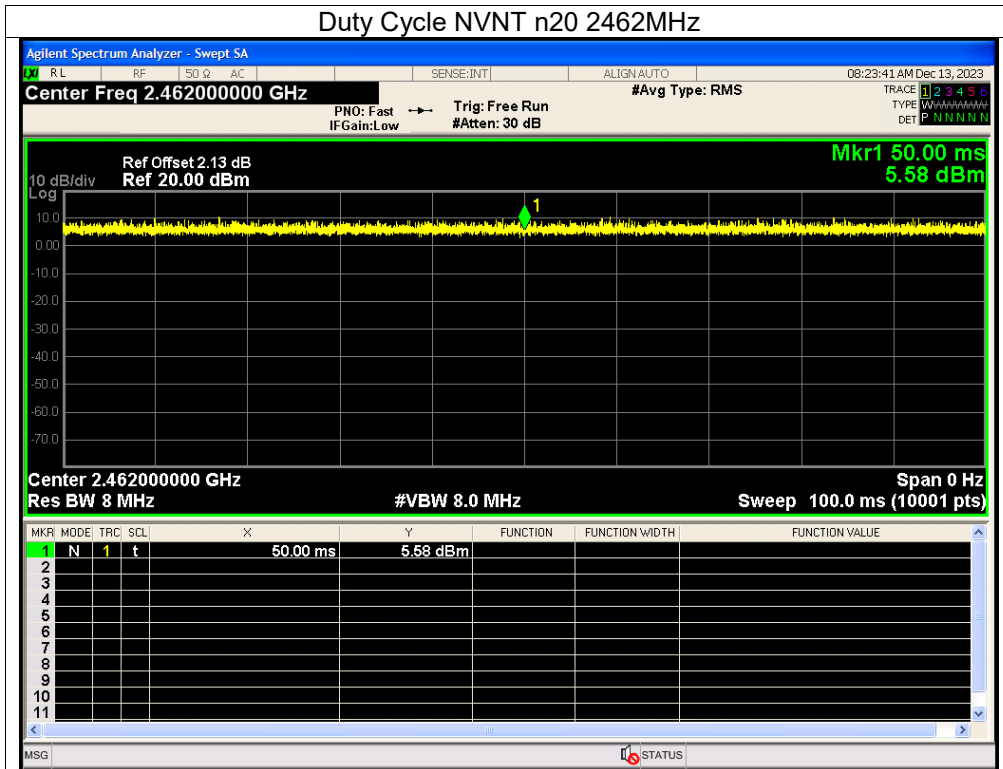 Duty Cycle NVNT n20 2462MHz
Agilent Spectrum Analyzer - Swept SA
LXI RL RF 50 Ω AC SENSE:INT ALIGN AUTO 08:23:41 AM Dec 13, 2023
Center Freq 2.462000000 GHz #Avg Type: RMS TRACE 1 2 3 4 5 6
PNO: Fast Trig: Free Run TYPE WWWWWW
IFGain:Low #Atten: 30 dB DET P N N N N N
Mkr1 50.00 ms
Ref Offset 2.13 dB
10 dB/div Ref 20.00 dBm 5.58 dBm
Log
1
10.0
0.00
-10.0
-20.0
-30.0
-40.0
-50.0
-60.0
-70.0
Center 2.462000000 GHz Span 0 Hz
Res BW 8 MHz #VBW 8.0 MHz Sweep 100.0 ms (10001 pts)
MKR MODE TRC SCL X Y FUNCTION FUNCTION WIDTH FUNCTION VALUE
1 N 1 t 50.00 ms 5.58 dBm
2
3
4
5
6
7
8
9
10
11
MSG STATUS